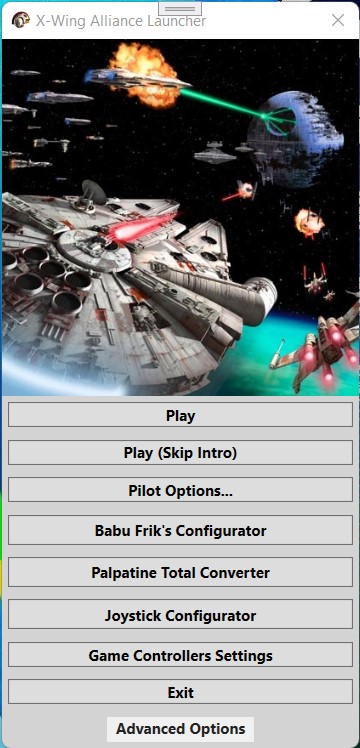 X-Wing Alliance Launcher
Play
Play (Skip Intro)
Pilot Options...
Babu Frik's Configurator
Palpatine Total Converter
Joystick Configurator
Game Controllers Settings
Exit
Advanced Options